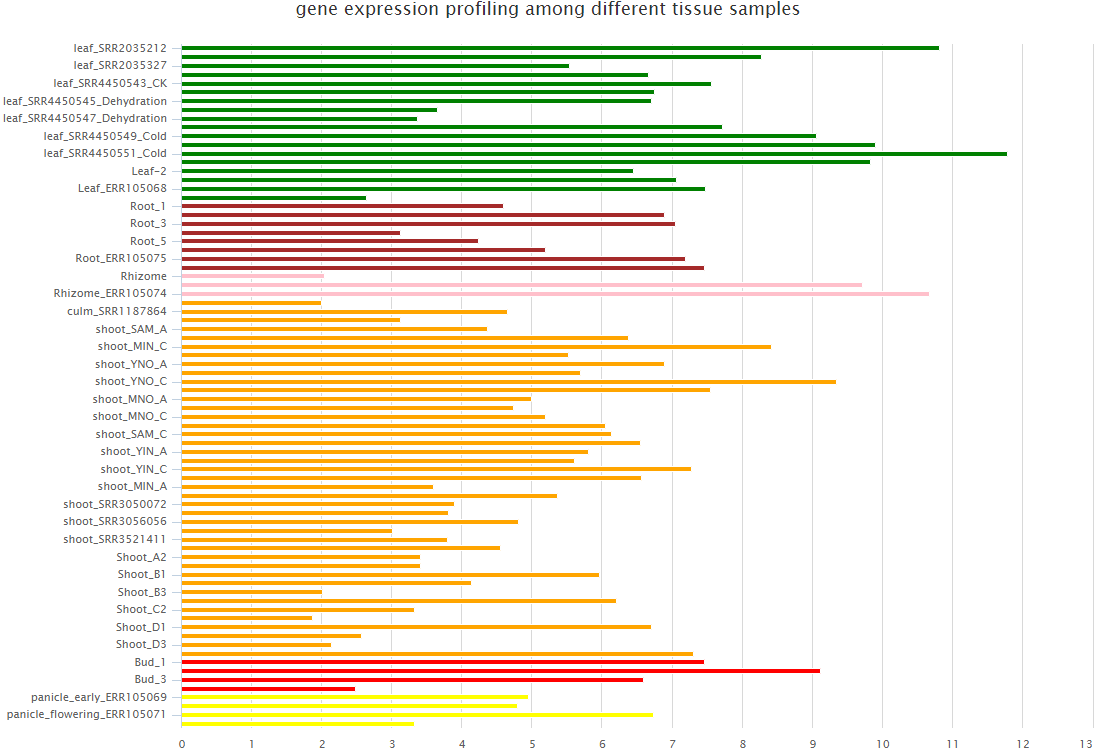 gene expression profiling among different tissue samples
leaf_SRR2035212
leaf_SRR2035327
leaf_SRR4450543_CK
leaf_SRR4450545_Dehydration
leaf_SRR4450547_Dehydration
leaf_SRR4450549_Cold
leaf_SRR4450551_Cold
Leaf-2
Leaf_ERR105068
Root_1
Root_3
Root_5
Root_ERR105075
Rhizome
Rhizome_ERR105074
culm_SRR1187864
shoot_SAM_A
shoot_MIN_C
shoot_YNO_A
shoot_YNO_C
shoot_MNO_A
shoot_MNO_C
shoot_SAM_C
shoot_YIN_A
shoot_YIN_C
shoot_MIN_A
shoot_SRR3050072
shoot_SRR3056056
shoot_SRR3521411
Shoot_A2
Shoot_B1
Shoot_B3
Shoot_C2
Shoot_D1
Shoot_D3
Bud_1
Bud_3
panicle_early_ERR105069
panicle_flowering_ERR105071
0 1 2 3 4 5 6 7 8 9 10 11 12 13